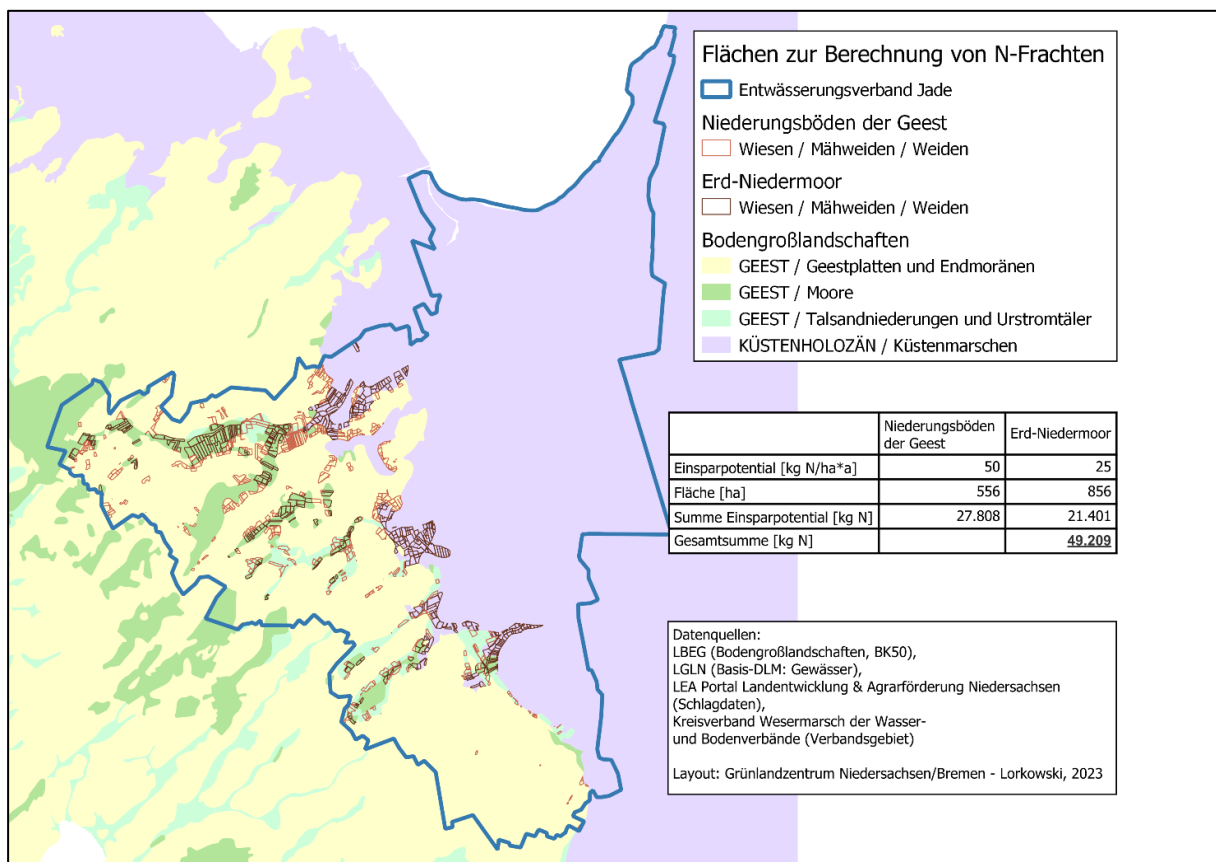 Flächen zur Berechnung von N-Frachten
Entwässerungsverband Jade
Niederungsböden der Geest
Wiesen / Mähweiden / Weiden
Erd-Niedermoor
Wiesen / Mähweiden / Weiden
Bodengroßlandschaften
GEEST / Geestplatten und Endmoränen
GEEST / Moore
GEEST / Talsandniederungen und Urstromtäler
KÜSTENHOLOZÄN / Küstenmarschen
Niederungsböden
der Geest
Erd-Niedermoor
Einsparpotential [kg N/ha*a] 50 25
Fläche [ha] 556 856
Summe Einsparpotential [kg N] 27.808 21.401
Gesamtsumme [kg N] 49.209
Datenquellen:
LBEG (Bodengroßlandschaften, BK50),
LGLN (Basis-DLM: Gewässer),
LEA Portal Landentwicklung & Agrarförderung Niedersachsen
(Schlagdaten),
Kreisverband Wesermarsch der Wasser-
und Bodenverbände (Verbandsgebiet)
Layout: Grünlandzentrum Niedersachsen/Bremen - Lorkowski, 2023